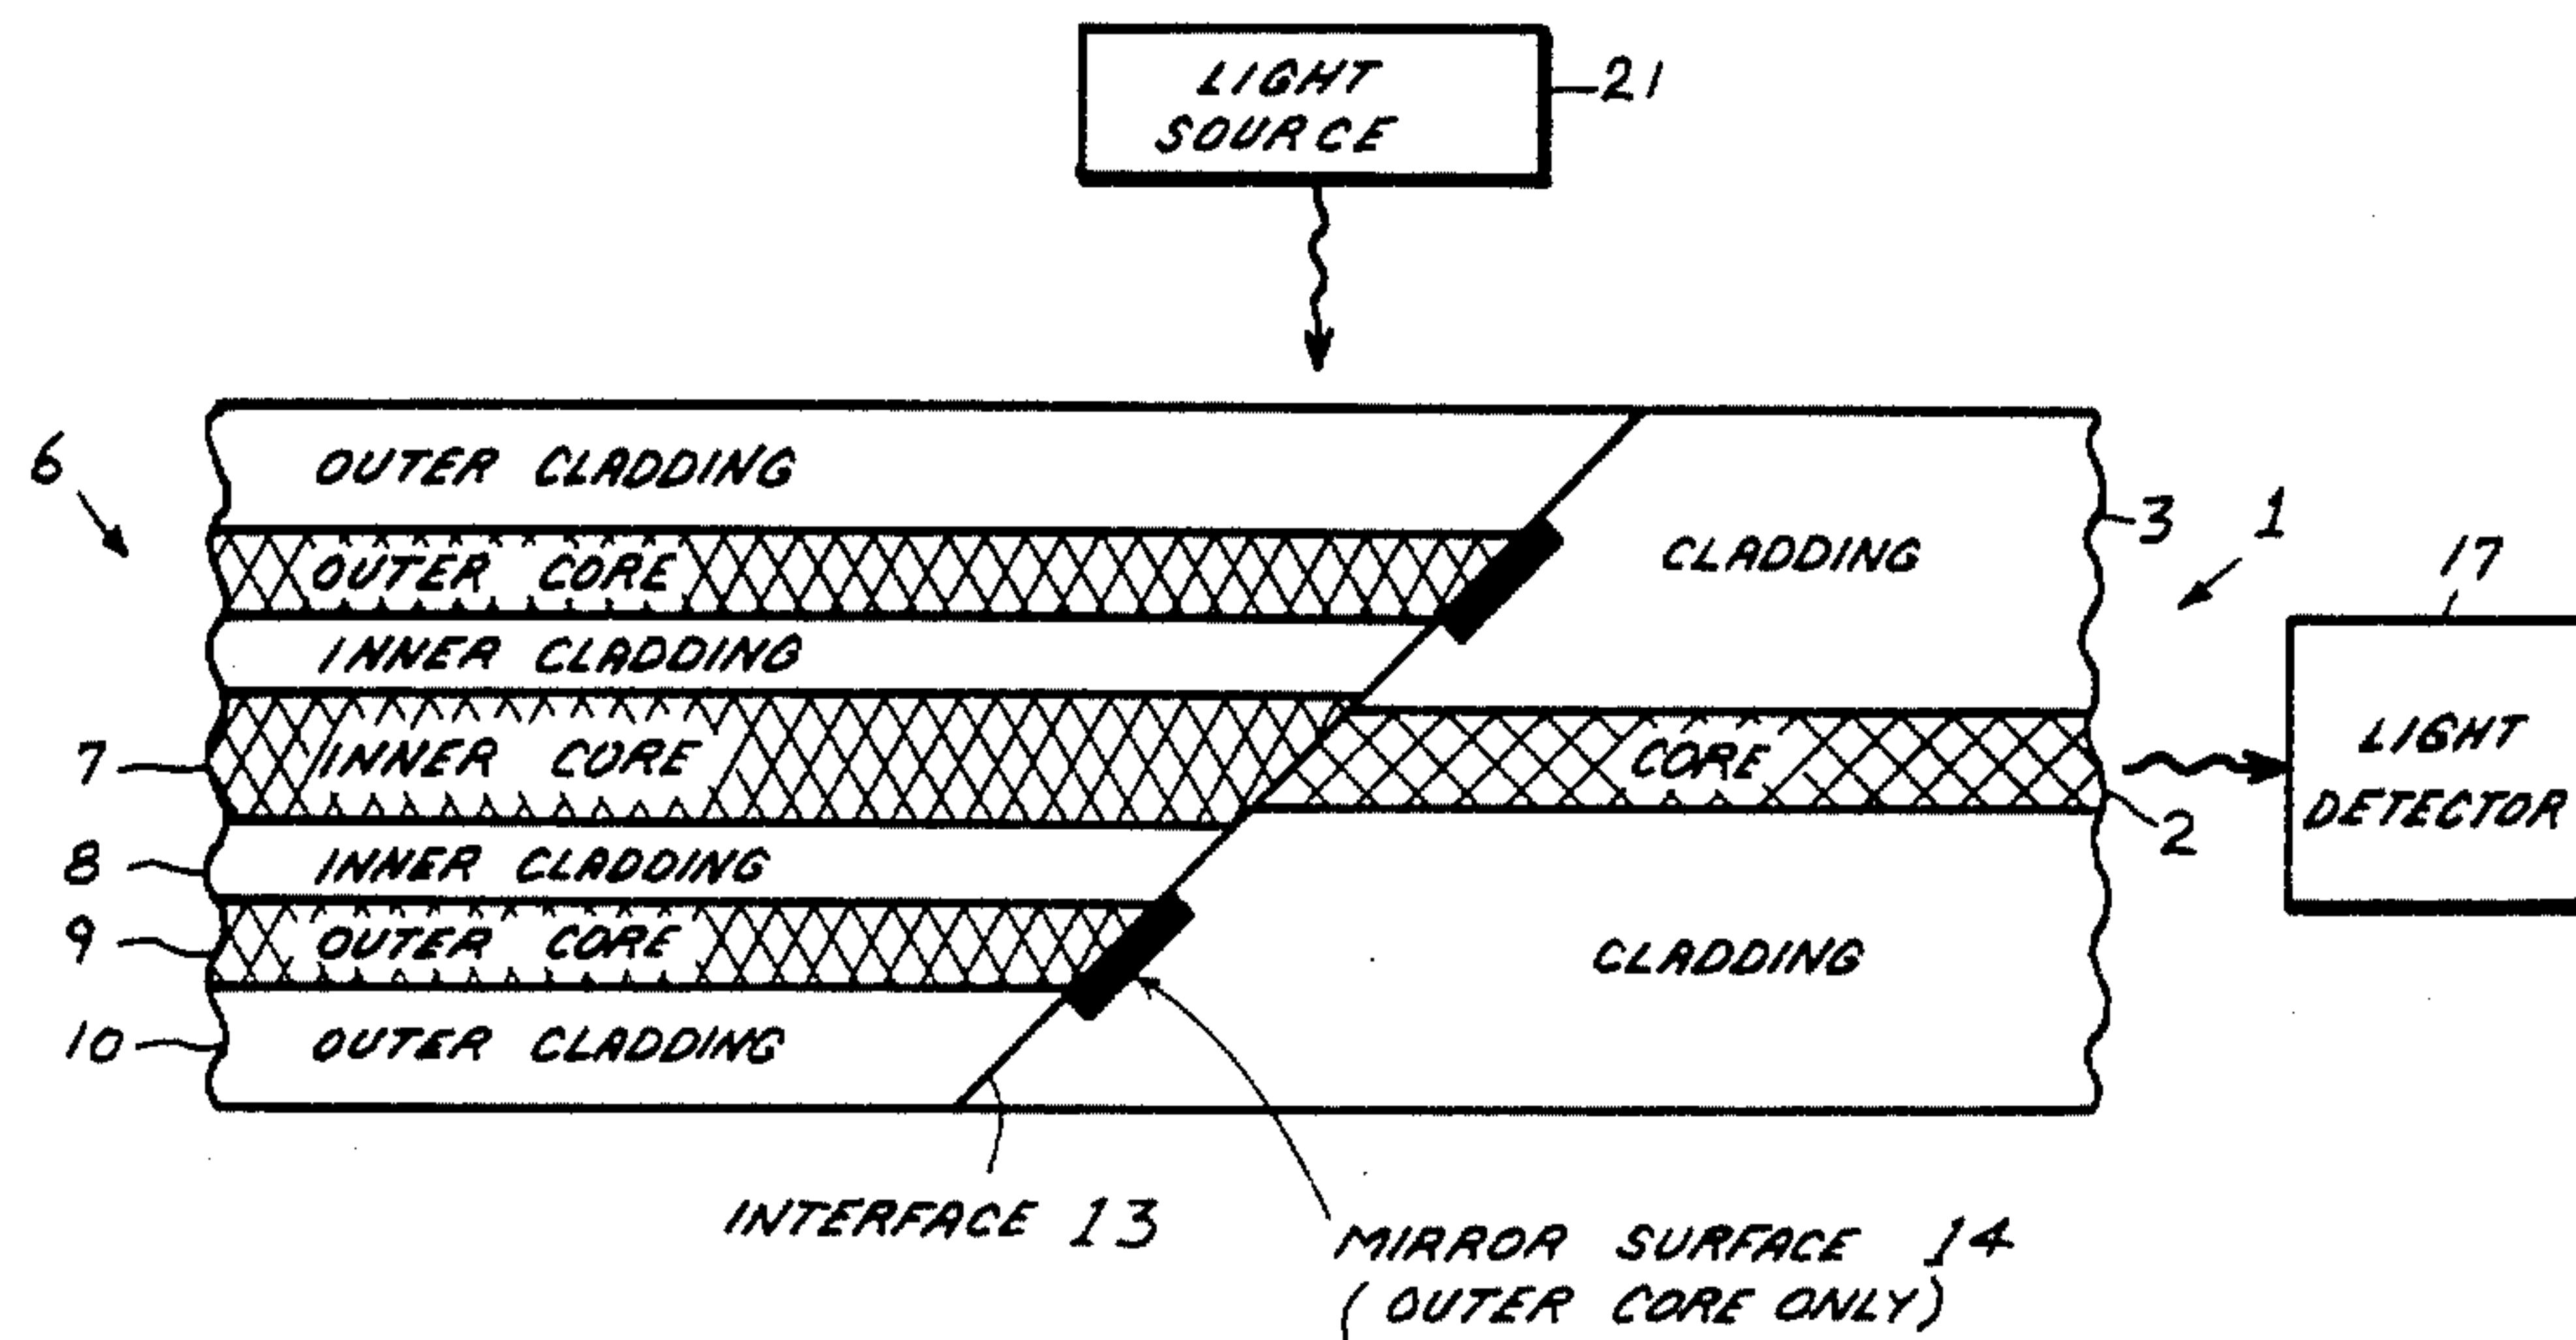 LIGHT
SOURCE
21
6
OUTER CLADDING
OUTER CORE
INNER CLADDING
7
INNER CORE
8
INNER CLADDING
9
OUTER CORE
10
OUTER CLADDING
CLADDING
3
1
CORE
2
CLADDING
17
LIGHT
DETECTOR
INTERFACE 13
MIRROR SURFACE 14
(OUTER CORE ONLY)